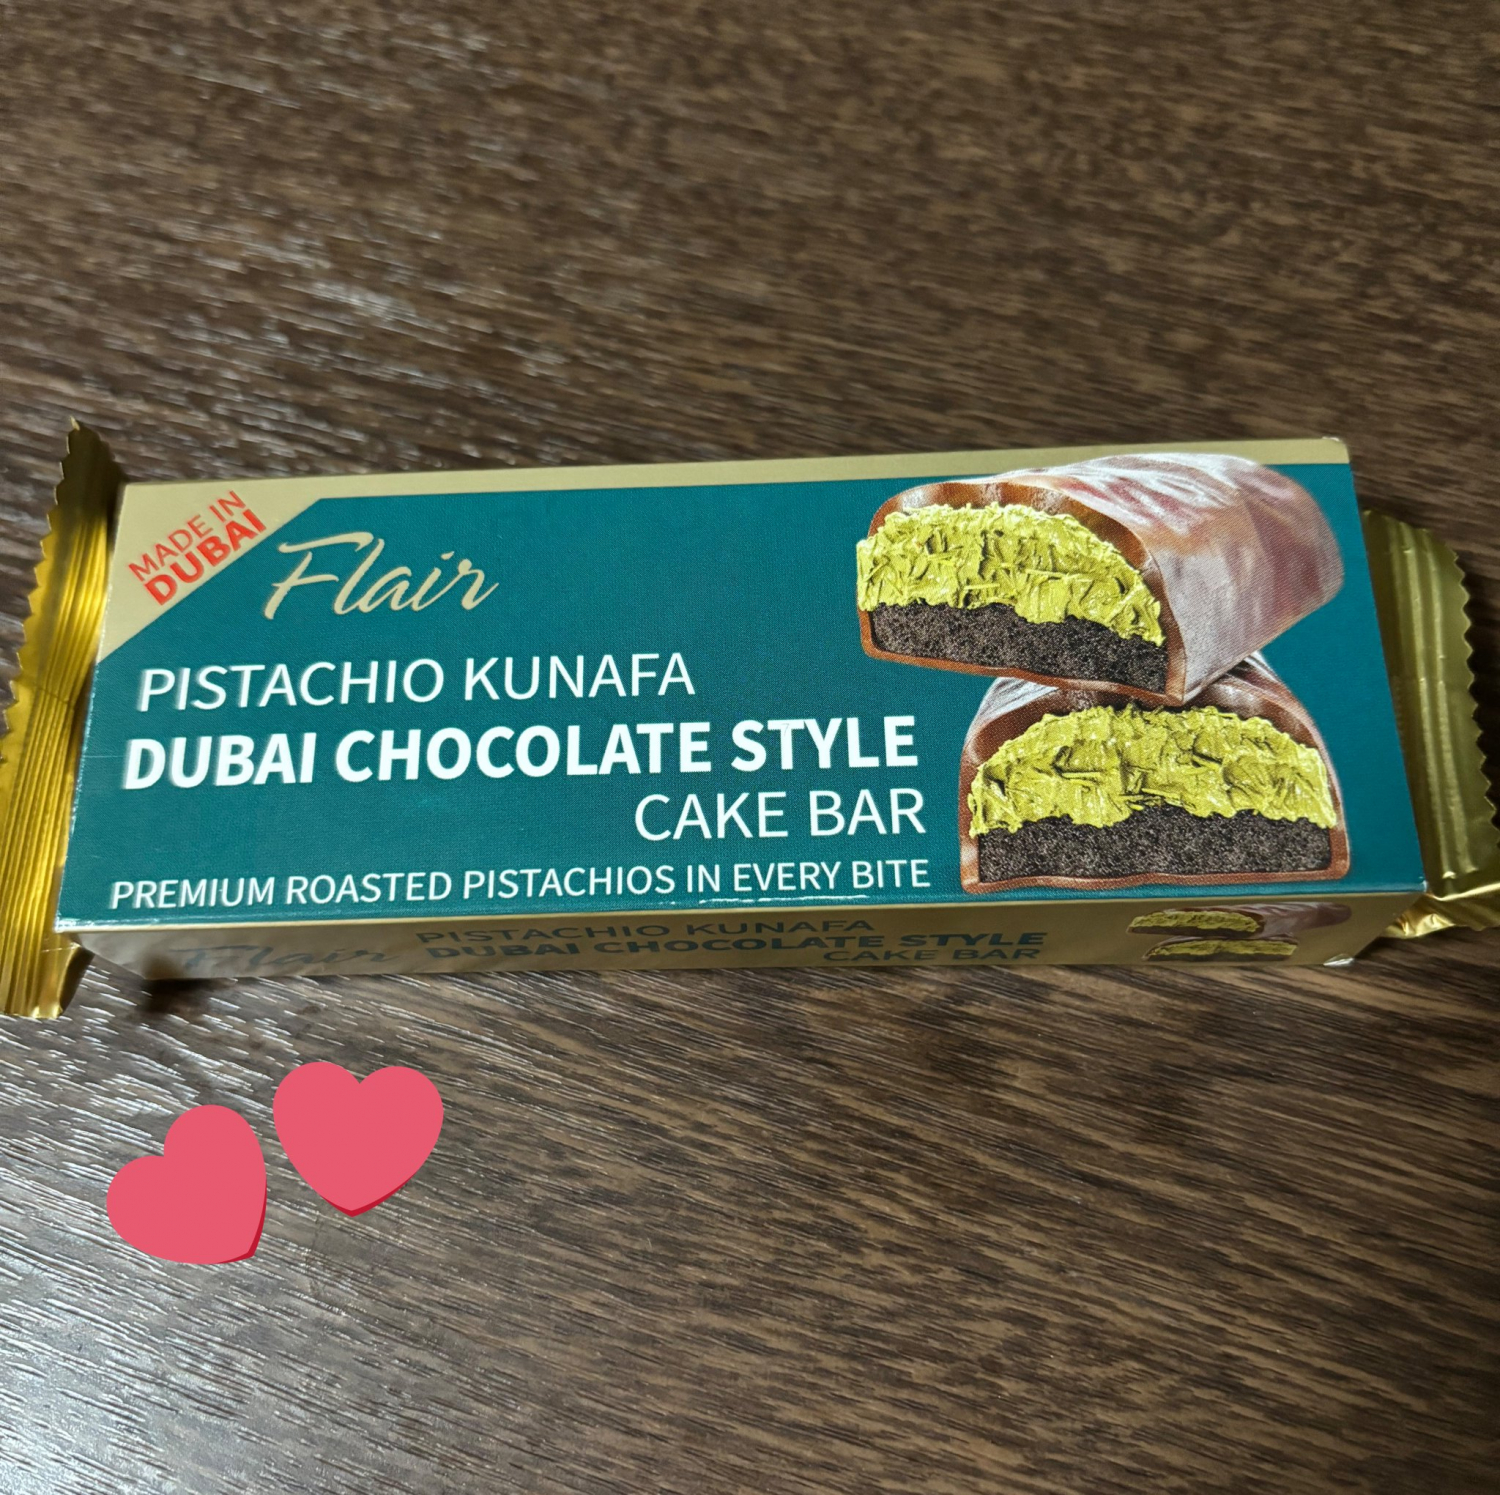 MADE IN
DUBAI
Flair
PISTACHIO KUNAFA
DUBAI CHOCOLATE STYLE
CAKE BAR
PREMIUM ROASTED PISTACHIOS IN EVERY BITE
Flair
PISTACHIO KUNAFA
DUBAI CHOCOLATE STYLE
CAKE BAR